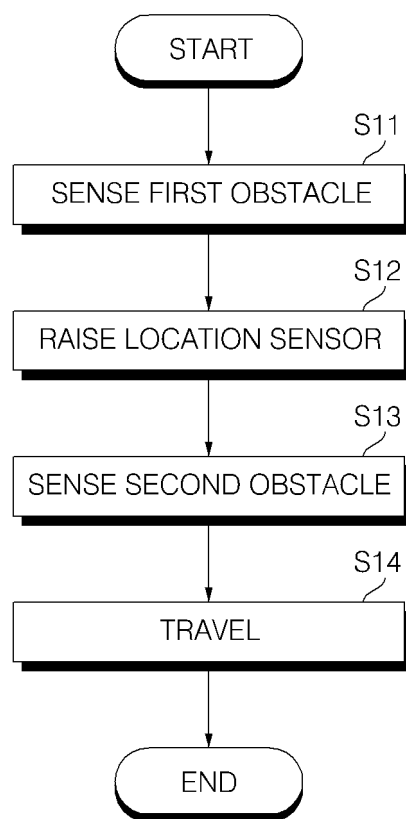 START
S11
SENSE FIRST OBSTACLE
S12
RAISE LOCATION SENSOR
S13
SENSE SECOND OBSTACLE
S14
TRAVEL
END